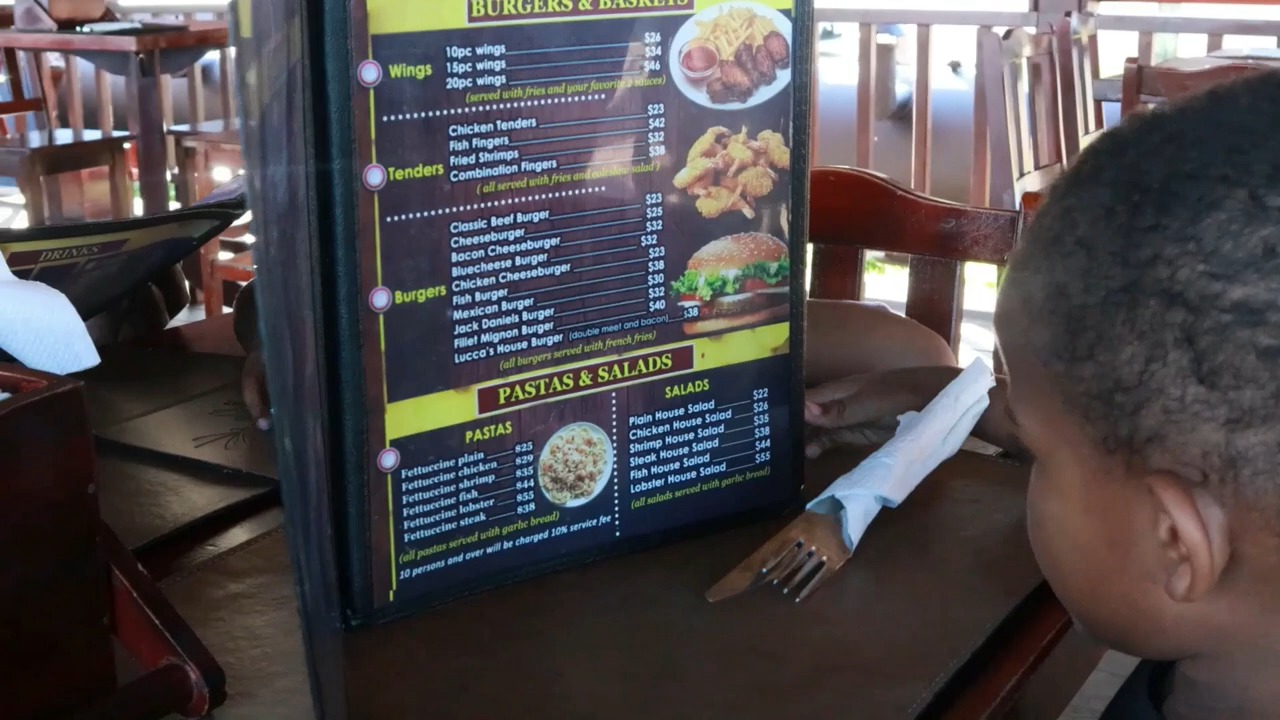 BURGERS & BASKETS
Wings
10pc wings $26
15pc wings $34
20pc wings $46
(served with fries and your favorite 2 sauces)
Tenders
Chicken Tenders $23
Fish Fingers $42
Fried Shrimps $32
Combination Fingers $38
( all served with fries and coleslaw salad )
Burgers
Classic Beef Burger $23
Cheeseburger $25
Bacon Cheeseburger $32
Bluecheese Burger $32
Chicken Cheeseburger $23
Fish Burger $38
Mexican Burger $30
Jack Daniels Burger $32
Fillet Mignon Burger $40
Lucca's House Burger (double meet and bacon) $38
(all burgers served with french fries)
PASTAS & SALADS
PASTAS
Fettuccine plain $25
Fettuccine chicken $29
Fettuccine shrimp $35
Fettuccine fish $44
Fettuccine lobster $55
Fettuccine steak $38
(all pastas served with garlic bread)
10 persons and over will be charged 10% service fee
SALADS
Plain House Salad $22
Chicken House Salad $26
Shrimp House Salad $35
Steak House Salad $38
Fish House Salad $44
Lobster House Salad $55
(all salads served with garlic bread)
DRINKS